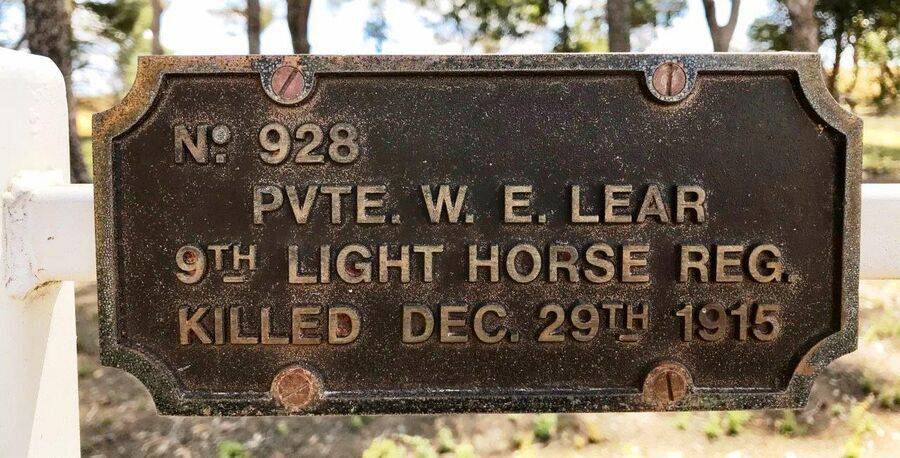 Nº: 928
PVTE. W. E. LEAR
9TH LIGHT HORSE REG.
KILLED DEC. 29TH 1915